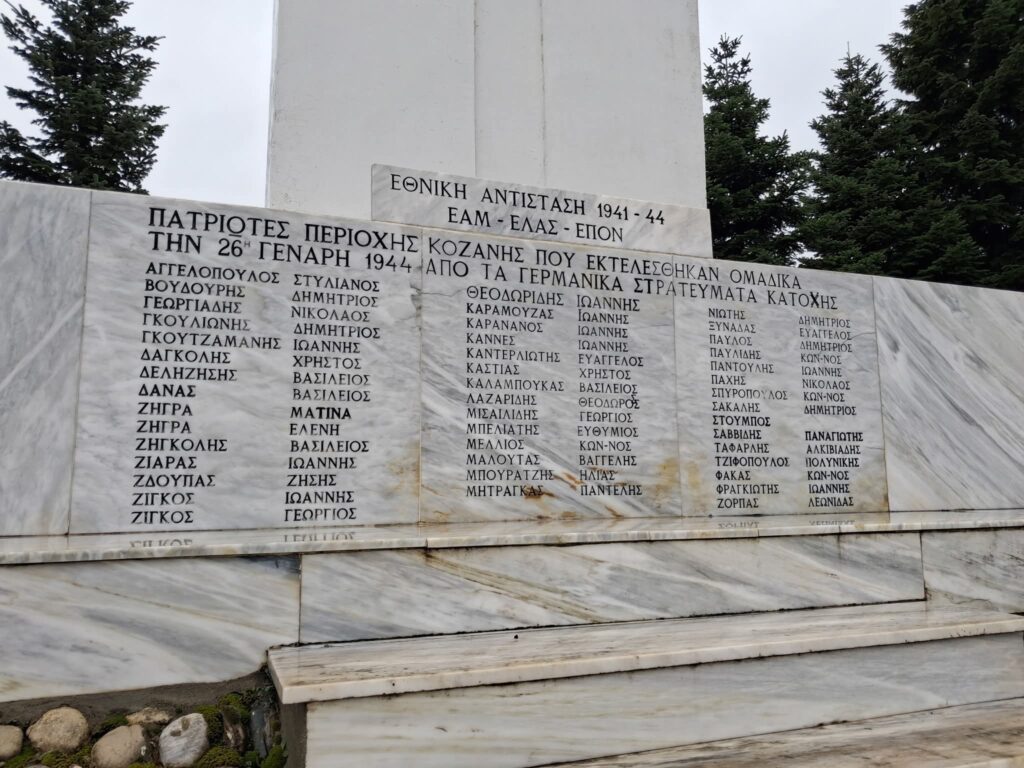 ΕΘΝΙΚΗ ΑΝΤΙΣΤΑΣΗ 1941-44
ΕΑΜ-ΕΛΑΣ-ΕΠΟΝ
ΠΑΤΡΙΩΤΕΣ ΠΕΡΙΟΧΗΣ ΚΟΖΑΝΗΣ ΠΟΥ ΕΚΤΕΛΕΣΘΗΚΑΝ ΟΜΑΔΙΚΑ
ΤΗΝ 26Η ΓΕΝΑΡΗ 1944 ΑΠΟ ΤΑ ΓΕΡΜΑΝΙΚΑ ΣΤΡΑΤΕΥΜΑΤΑ ΚΑΤΟΧΗΣ
ΑΓΓΕΛΟΠΟΥΛΟΣ ΣΤΥΛΙΑΝΟΣ
ΒΟΥΔΟΥΡΗΣ ΔΗΜΗΤΡΙΟΣ
ΓΕΩΡΓΙΑΔΗΣ ΝΙΚΟΛΑΟΣ
ΓΚΟΥΛΙΩΝΗΣ ΔΗΜΗΤΡΙΟΣ
ΓΚΟΥΤΖΑΜΑΝΗΣ ΙΩΑΝΝΗΣ
ΔΑΓΚΟΛΗΣ ΧΡΗΣΤΟΣ
ΔΕΛΗΖΗΣΗΣ ΒΑΣΙΛΕΙΟΣ
ΔΑΝΑΣ ΒΑΣΙΛΕΙΟΣ
ΖΗΓΡΑ ΜΑΤΙΝΑ
ΖΗΓΡΑ ΕΛΕΝΗ
ΖΗΓΚΟΛΗΣ ΒΑΣΙΛΕΙΟΣ
ΖΙΑΡΑΣ ΙΩΑΝΝΗΣ
ΖΔΟΥΠΑΣ ΖΗΣΗΣ
ΖΙΓΚΟΣ ΙΩΑΝΝΗΣ
ΖΙΓΚΟΣ ΓΕΩΡΓΙΟΣ
ΘΕΟΔΩΡΙΔΗΣ ΙΩΑΝΝΗΣ
ΚΑΡΑΜΟΥΖΑΣ ΙΩΑΝΝΗΣ
ΚΑΡΑΝΑΝΟΣ ΙΩΑΝΝΗΣ
ΚΑΝΝΕΣ ΙΩΑΝΝΗΣ
ΚΑΝΤΕΡΛΙΩΤΗΣ ΕΥΑΓΓΕΛΟΣ
ΚΑΣΤΙΑΣ ΧΡΗΣΤΟΣ
ΚΑΛΑΜΠΟΥΚΑΣ ΒΑΣΙΛΕΙΟΣ
ΛΑΖΑΡΙΔΗΣ ΘΕΟΔΩΡΟΣ
ΜΙΣΑΙΛΙΔΗΣ ΓΕΩΡΓΙΟΣ
ΜΠΕΛΙΑΤΗΣ ΕΥΘΥΜΙΟΣ
ΜΕΛΛΙΟΣ ΚΩΝ-ΝΟΣ
ΜΑΛΟΥΤΑΣ ΒΑΓΓΕΛΗΣ
ΜΠΟΥΡΑΤΖΗΣ ΗΛΙΑΣ
ΜΗΤΡΑΓΚΑΣ ΠΑΝΤΕΛΗΣ
ΝΙΩΤΗΣ ΔΗΜΗΤΡΙΟΣ
ΞΥΝΑΔΑΣ ΕΥΑΓΓΕΛΟΣ
ΠΑΥΛΟΣ ΔΗΜΗΤΡΙΟΣ
ΠΑΥΛΙΔΗΣ ΚΩΝ-ΝΟΣ
ΠΑΝΤΟΥΛΗΣ ΙΩΑΝΝΗΣ
ΠΑΧΗΣ ΝΙΚΟΛΑΟΣ
ΣΠΥΡΟΠΟΥΛΟΣ ΚΩΝ-ΝΟΣ
ΣΑΚΑΛΗΣ ΔΗΜΗΤΡΙΟΣ
ΣΤΟΥΜΠΟΣ
ΣΑΒΒΙΔΗΣ ΠΑΝΑΓΙΩΤΗΣ
ΤΑΦΑΡΛΗΣ ΑΛΚΙΒΙΑΔΗΣ
ΤΖΙΦΟΠΟΥΛΟΣ ΠΟΛΥΝΙΚΗΣ
ΦΑΚΑΣ ΚΩΝ-ΝΟΣ
ΦΡΑΓΚΙΩΤΗΣ ΙΩΑΝΝΗΣ
ΖΟΡΠΑΣ ΛΕΩΝΙΔΑΣ